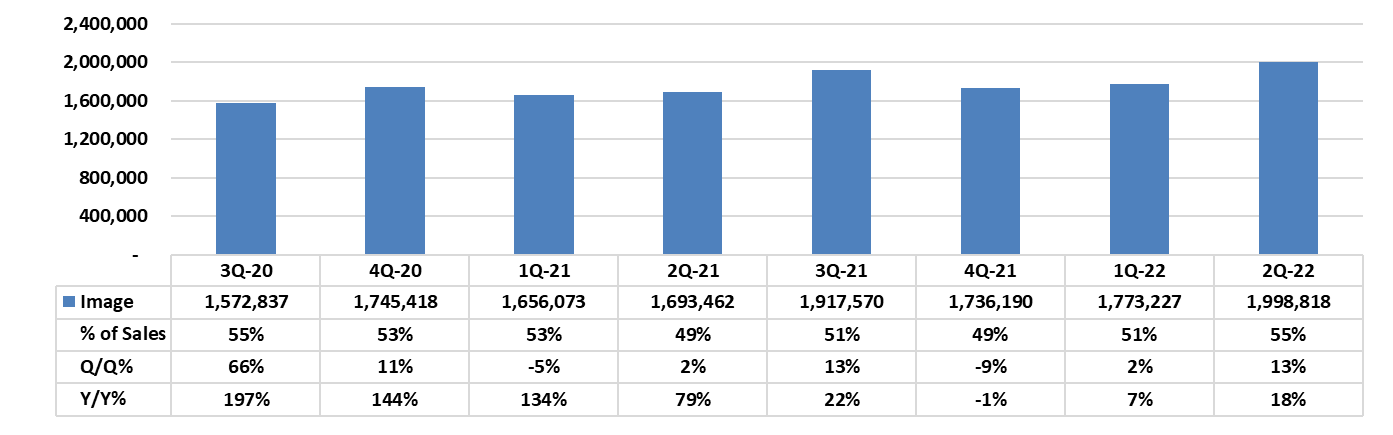 2,400,000
2,000,000
1,600,000
1,200,000
800,000
400,000
-
3Q-20 4Q-20 1Q-21 2Q-21 3Q-21 4Q-21 1Q-22 2Q-22
Image 1,572,837 1,745,418 1,656,073 1,693,462 1,917,570 1,736,190 1,773,227 1,998,818
% of Sales 55% 53% 53% 49% 51% 49% 51% 55%
Q/Q% 66% 11% -5% 2% 13% -9% 2% 13%
Y/Y% 197% 144% 134% 79% 22% -1% 7% 18%